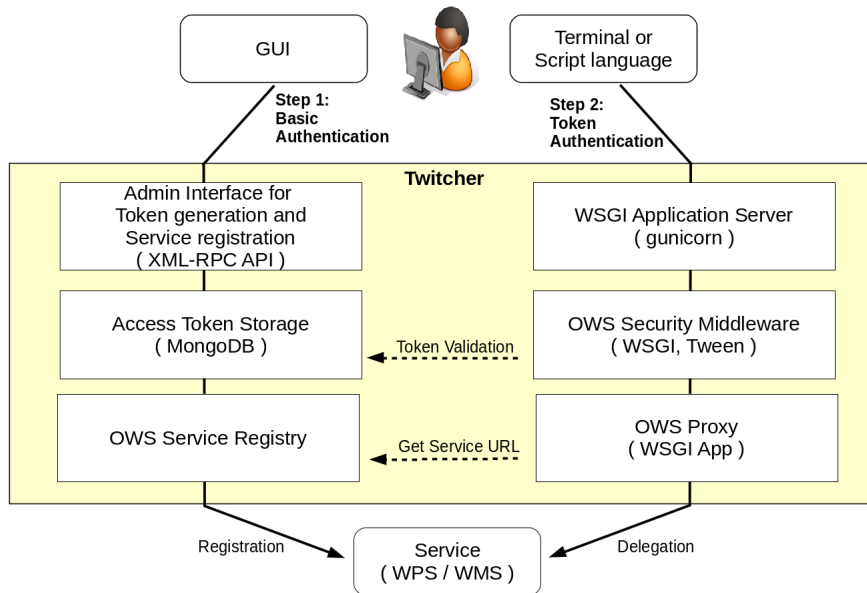 GUI
Terminal or
Script language
Step 1:
Basic
Authentication
Step 2:
Token
Authentication
Twitcher
Admin Interface for
Token generation and
Service registration
( XML-RPC API )
WSGI Application Server
( gunicorn )
Access Token Storage
( MongoDB )
Token Validation
OWS Security Middleware
( WSGI, Tween )
OWS Service Registry
Get Service URL
OWS Proxy
( WSGI App )
Registration
Service
( WPS / WMS )
Delegation